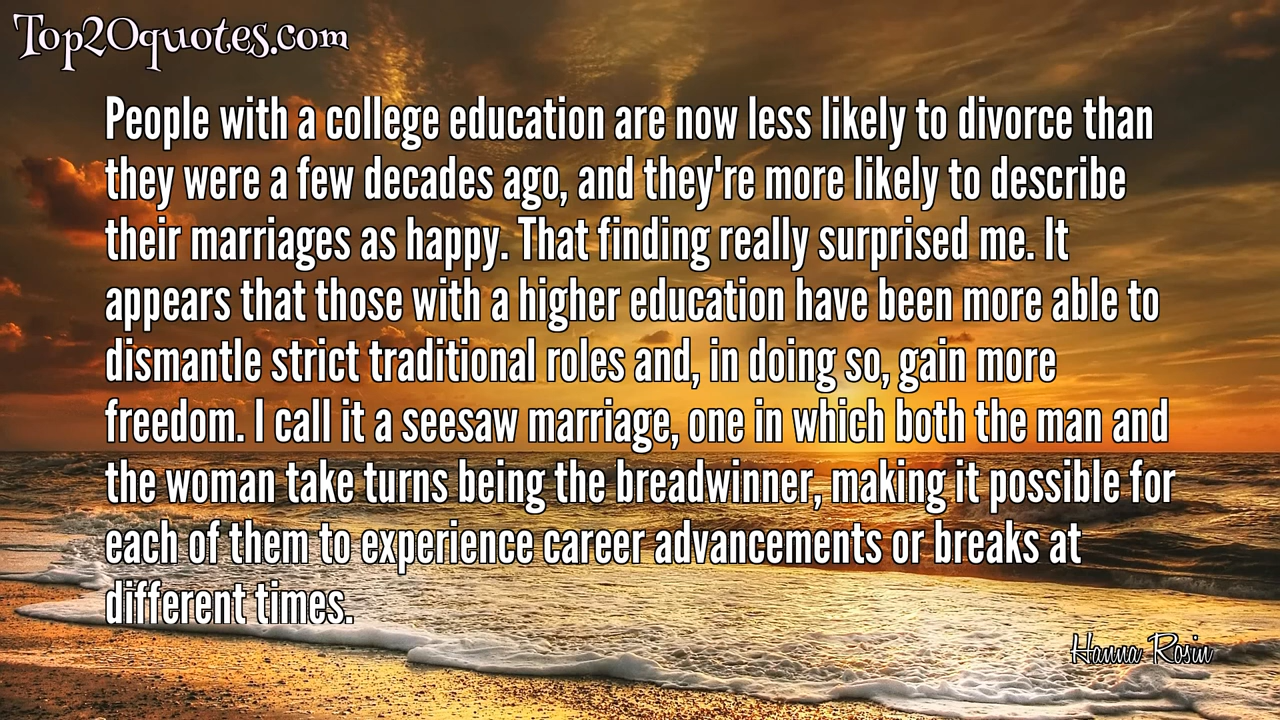 Top20quotes.com
People with a college education are now less likely to divorce than
they were a few decades ago, and they're more likely to describe
their marriages as happy. That finding really surprised me. It
appears that those with a higher education have been more able to
dismantle strict traditional roles and, in doing so, gain more
freedom. I call it a seesaw marriage, one in which both the man and
the woman take turns being the breadwinner, making it possible for
each of them to experience career advancements or breaks at
different times.
Hanna Rosin